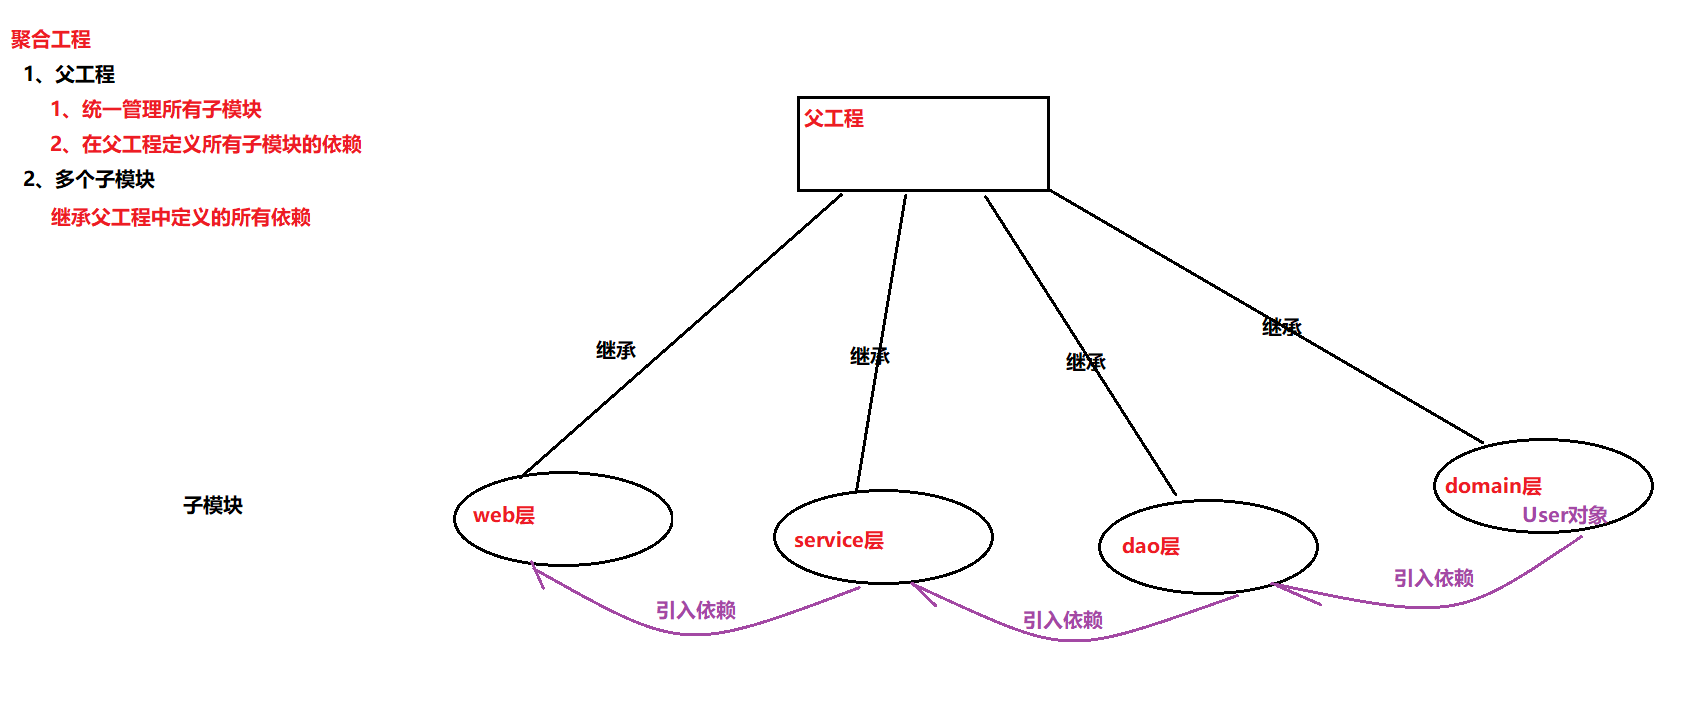 聚合工程
1、父工程
1、统一管理所有子模块
2、在父工程定义所有子模块的依赖
2、多个子模块
继承父工程中定义的所有依赖
父工程
继承
继承
继承
继承
子模块
web层
service层
dao层
domain层
User对象
引入依赖
引入依赖
引入依赖